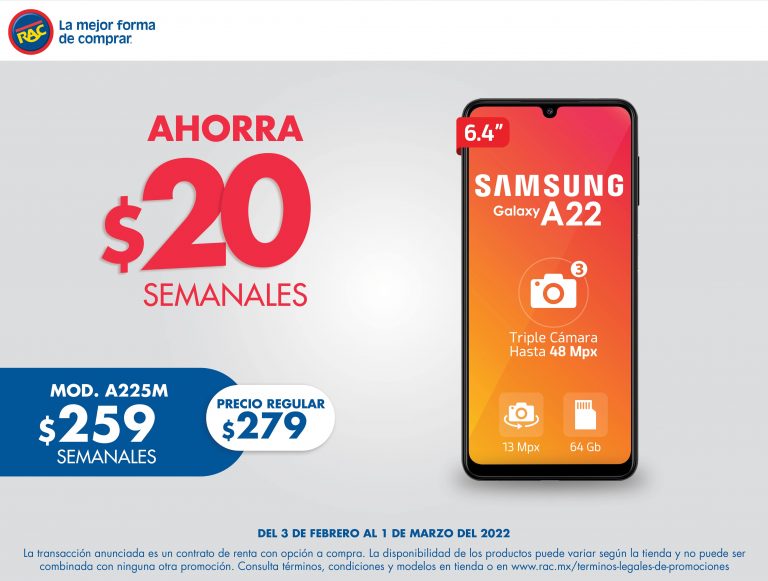 RAC
La mejor forma
de comprar.
AHORRA
$20
SEMANALES
MOD. A225M
$259
SEMANALES
PRECIO REGULAR
$279
6.4"
SAMSUNG
Galaxy A22
3
Triple Cámara
Hasta 48 Mpx
13 Mpx
64 Gb
DEL 3 DE FEBRERO AL 1 DE MARZO DEL 2022
La transacción anunciada es un contrato de renta con opción a compra. La disponibilidad de los productos puede variar según la tienda y no puede ser
combinada con ninguna otra promoción. Consulta términos, condiciones y modelos en tienda o en www.rac.mx/terminos-legales-de-promociones